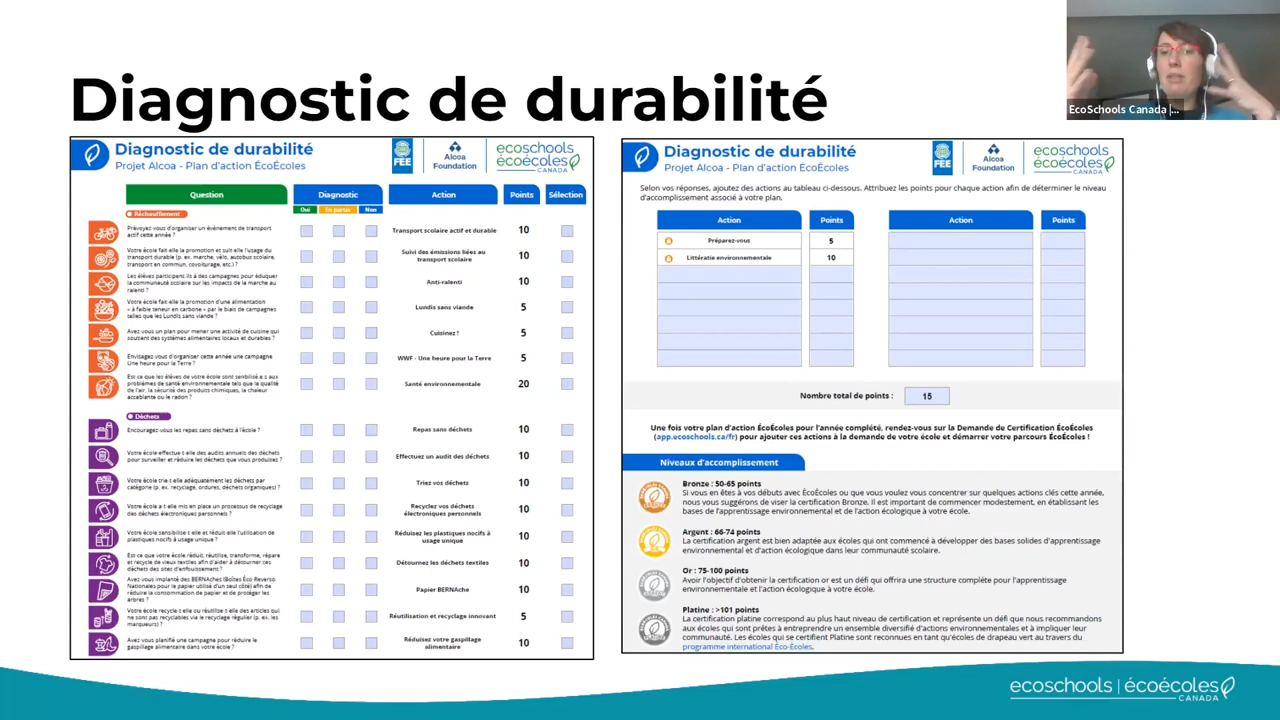 Diagnostic de durabilité
EcoSchools Canada |...
Diagnostic de durabilité
Projet Alcoa - Plan d'action ÉcoÉcoles
FEE
Alcoa
Foundation
ecoschools
écoécoles
CANADA
Question
Diagnostic
Action
Points
Sélection
Oui
En partie
Non
Réchauffement
Prévoyez-vous d'organiser un événement de transport
actif cette année ?
Transport scolaire actif et durable
10
Votre école fait elle la promotion et suit elle l'usage du
transport durable (p. ex, marche, vélo, autobus scolaire,
transport en commun, covoiturage, etc.) ?
Suivi des émissions liées au
transport scolaire
10
Les élèves participent ils à des campagnes pour éduquer
la communauté scolaire sur les impacts de la marche au
ralenti ?
Anti-ralenti
10
Votre école fait elle la promotion d'une alimentation
« à faible teneur en carbone » par le biais de campagnes
telles que les Lundis sans viande ?
Lundis sans viande
5
Avez vous un plan pour mener une activité de cuisine qui
soutient des systèmes alimentaires locaux et durables ?
Cuisinez !
5
Envisagez vous d'organiser cette année une campagne
Une heure pour la Terre ?
WWF - Une heure pour la Terre
5
Est ce que les élèves de votre école sont sensibilisé.e.s aux
problèmes de santé environnementale tels que la qualité
de l'air, la sécurité des produits chimiques, la chaleur
accablante ou le radon ?
Santé environnementale
20
Déchets
Encouragez vous les repas sans déchets à l'école ?
Repas sans déchets
10
Votre école effectue t elle des audits annuels des déchets
pour surveiller et réduire les déchets que vous produisez ?
Effectuez un audit des déchets
10
Votre école trie t elle adéquatement les déchets par
catégorie (p. ex. recyclage, ordures, déchets organiques) ?
Triez vos déchets
10
Votre école a t elle mis en place un processus de recyclage
des déchets électroniques personnels ?
Recyclez vos déchets
électroniques personnels
10
Votre école sensibilise t elle et réduit elle l'utilisation de
plastiques nocifs à usage unique ?
Réduisez les plastiques nocifs à
usage unique
10
Est ce que votre école réduit, réutilise, transforme, répare
et recycle de vieux textiles afin d'aider à détourner ces
déchets des sites d'enfouissement ?
Détournez les déchets textiles
10
Avez-vous implanté des BERNAches (Boîtes Éco-Reverso
Nationales pour le papier utilisé d'un seul côté) afin de
réduire la consommation de papier et de protéger les
arbres ?
Papier BERNAche
10
Votre école recycle t elle ou réutilise t elle des articles qui
ne sont pas recyclables via le recyclage régulier (p. ex. les
marqueurs) ?
Réutilisation et recyclage innovant
5
Avez vous planifié une campagne pour réduire le
gaspillage alimentaire dans votre école ?
Réduisez votre gaspillage
alimentaire
10
Diagnostic de durabilité
Projet Alcoa - Plan d'action ÉcoÉcoles
FEE
Alcoa
Foundation
ecoschools
écoécoles
CANADA
Selon vos réponses, ajoutez des actions au tableau ci-dessous. Attribuez les points pour chaque action afin de déterminer le niveau
d'accomplissement associé à votre plan.
Action
Points
Action
Points
Préparez-vous
5
Littératie environnementale
10
Nombre total de points :
15
Une fois votre plan d'action ÉcoÉcoles pour l'année complété, rendez-vous sur la Demande de Certification ÉcoÉcoles
(app.ecoschools.ca/fr) pour ajouter ces actions à la demande de votre école et démarrer votre parcours ÉcoÉcoles !
Niveaux d'accomplissement
Bronze : 50-65 points
Si vous en êtes à vos débuts avec ÉcoÉcoles ou que vous voulez vous concentrer sur quelques actions clés cette année,
nous vous suggérons de viser la certification bronze. Il est important de commencer modestement, en établissant les
bases de l'apprentissage environnemental et de l'action écologique à votre école.
Argent : 66-74 points
La certification argent est bien adaptée aux écoles qui ont commencé à développer des bases solides d'apprentissage
environnemental et d'action écologique dans leur communauté scolaire.
Or : 75-100 points
Avoir l'objectif d'obtenir la certification or est un défi qui offrira une structure complète pour l'apprentissage
environnemental et l'action écologique à votre école.
Platine : >101 points
La certification platine correspond au plus haut niveau de certification et représente un défi que nous recommandons
aux écoles qui sont prêtes à entreprendre un ensemble diversifié d'actions environnementales et à impliquer leur
communauté. Les écoles qui se certifient Platine sont reconnues en tant qu'écoles de drapeau vert au travers du
programme international Éco-Écoles.
ecoschools | écoécoles
CANADA